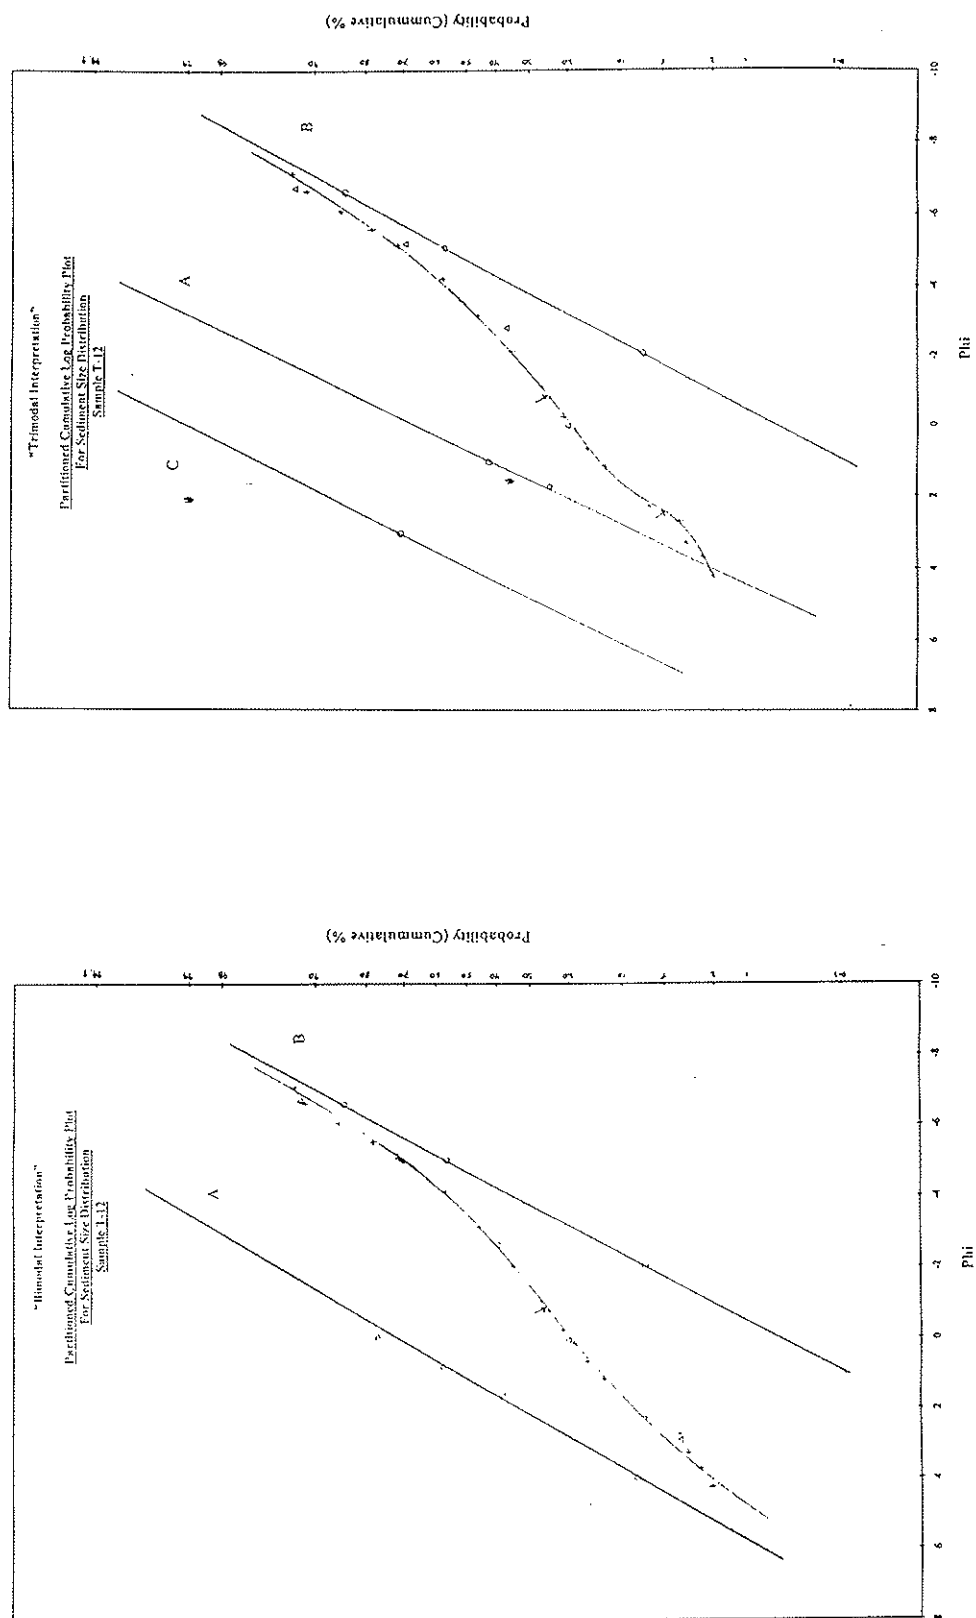 "Trimodal Interpretation"
Partitioned Cumulative Log Probability Plot
For Sediment Size Distribution
Sample T-12
Probability (Cummulative %)
A
B
C
Phi
-10
-8
-6
-4
-2
0
2
4
6
8
"Bimodal Interpretation"
Partitioned Cumulative Log Probability Plot
For Sediment Size Distribution
Sample T-12
Probability (Cummulative %)
A
B
Phi
-10
-8
-6
-4
-2
0
2
4
6
8